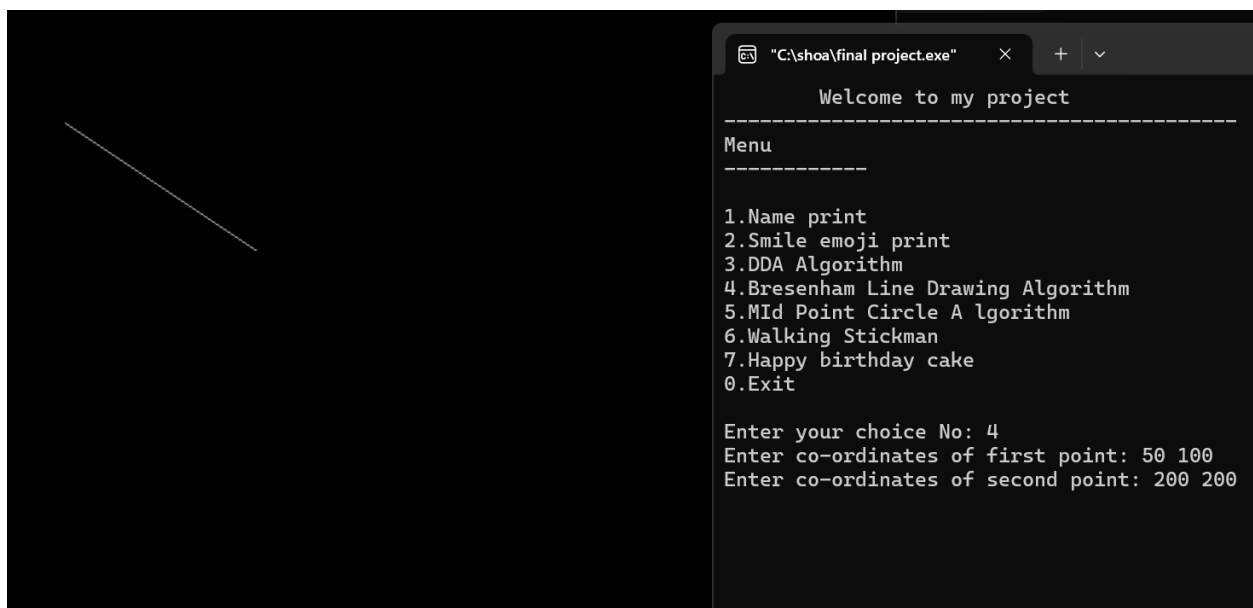 "C:\shoa\final project.exe"
Welcome to my project
-------------------------------------------
Menu
------------
1.Name print
2.Smile emoji print
3.DDA Algorithm
4.Bresenham Line Drawing Algorithm
5.MId Point Circle A lgorithm
6.Walking Stickman
7.Happy birthday cake
0.Exit
Enter your choice No: 4
Enter co-ordinates of first point: 50 100
Enter co-ordinates of second point: 200 200